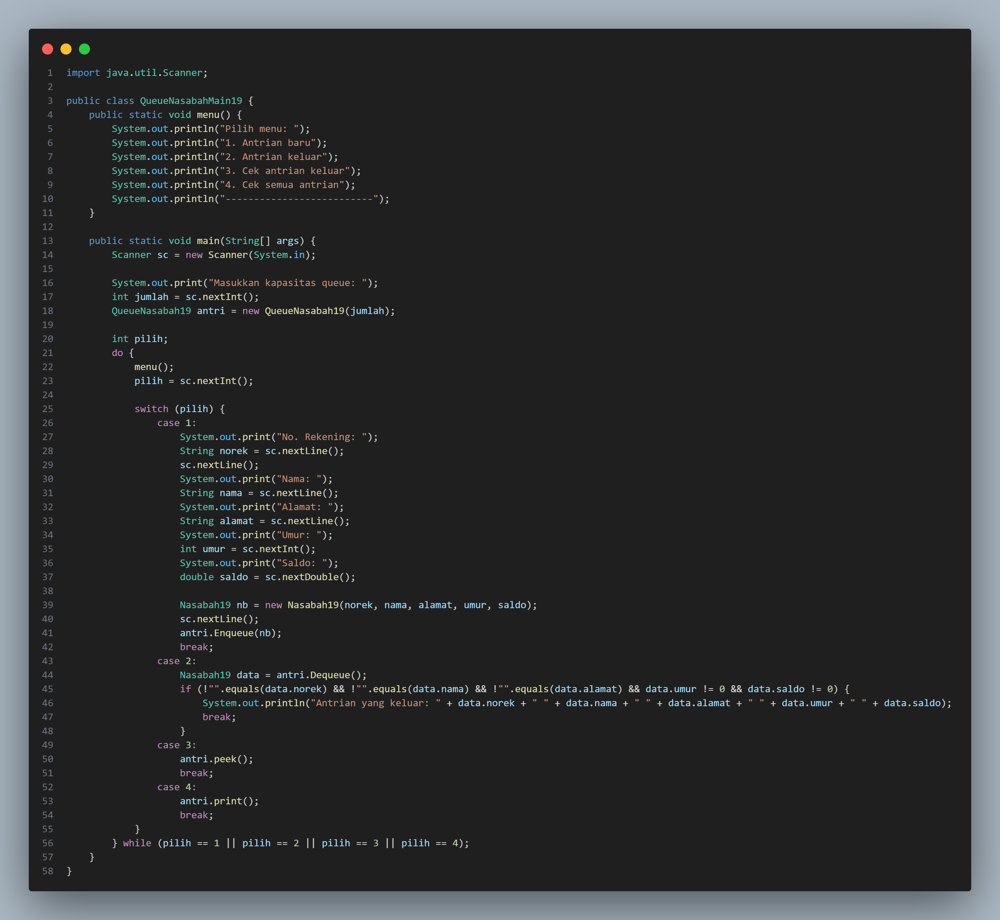 1 import java.util.Scanner;
2
3 public class QueueNasabahMain19 {
4     public static void menu() {
5         System.out.println("Pilih menu: ");
6         System.out.println("1. Antrian baru");
7         System.out.println("2. Antrian keluar");
8         System.out.println("3. Cek antrian keluar");
9         System.out.println("4. Cek semua antrian");
10         System.out.println("--------------------------");
11     }
12
13     public static void main(String[] args) {
14         Scanner sc = new Scanner(System.in);
15
16         System.out.print("Masukkan kapasitas queue: ");
17         int jumlah = sc.nextInt();
18         QueueNasabah19 antri = new QueueNasabah19(jumlah);
19
20         int pilih;
21         do {
22             menu();
23             pilih = sc.nextInt();
24
25             switch (pilih) {
26                 case 1:
27                     System.out.print("No. Rekening: ");
28                     String norek = sc.nextLine();
29                     sc.nextLine();
30                     System.out.print("Nama: ");
31                     String nama = sc.nextLine();
32                     System.out.print("Alamat: ");
33                     String alamat = sc.nextLine();
34                     System.out.print("Umur: ");
35                     int umur = sc.nextInt();
36                     System.out.print("Saldo: ");
37                     double saldo = sc.nextDouble();
38
39                     Nasabah19 nb = new Nasabah19(norek, nama, alamat, umur, saldo);
40                     sc.nextLine();
41                     antri.Enqueue(nb);
42                     break;
43                 case 2:
44                     Nasabah19 data = antri.Dequeue();
45                     if (!"".equals(data.norek) && !"".equals(data.nama) && !"".equals(data.alamat) && data.umur != 0 && data.saldo != 0) {
46                         System.out.println("Antrian yang keluar: " + data.norek + " " + data.nama + " " + data.alamat + " " + data.umur + " " + data.saldo);
47                         break;
48                     }
49                 case 3:
50                     antri.peek();
51                     break;
52                 case 4:
53                     antri.print();
54                     break;
55             }
56         } while (pilih == 1 || pilih == 2 || pilih == 3 || pilih == 4);
57     }
58 }